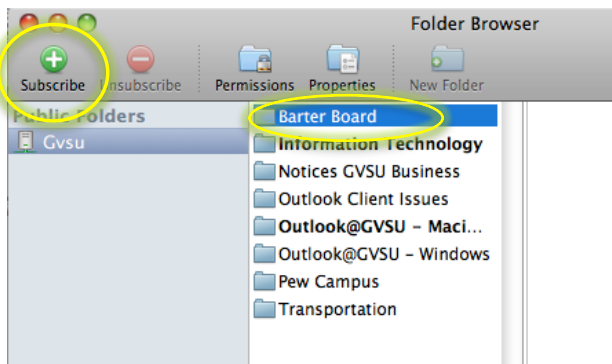 Folder Browser
Subscribe Unsubscribe Permissions Properties New Folder
Public Folders
Gvsu
Barter Board
Information Technology
Notices GVSU Business
Outlook Client Issues
Outlook@GVSU – Maci...
Outlook@GVSU – Windows
Pew Campus
Transportation